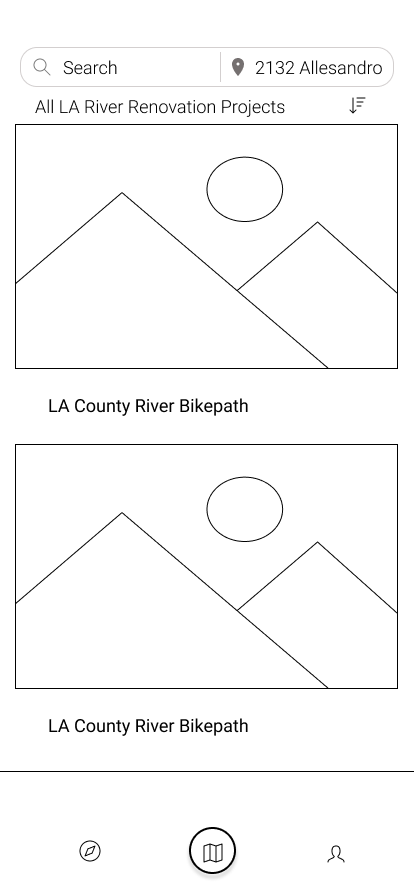 Search
2132 Allesandro
All LA River Renovation Projects
LA County River Bikepath
LA County River Bikepath